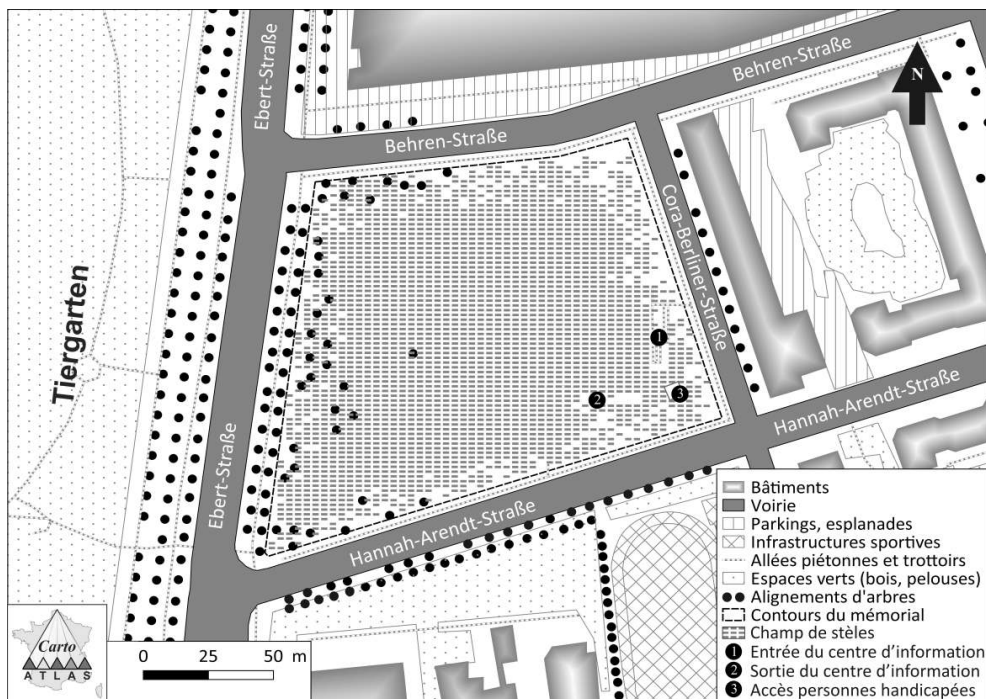 Behren-Straße
N
Ebert-Straße
Behren-Straße
Cora-Berliner-Straße
Tiergarten
1
2
3
Hannah-Arendt-Straße
Ebert-Straße
Hannah-Arendt-Straße
Bâtiments
Voirie
Parkings, esplanades
Infrastructures sportives
Allées piétonnes et trottoirs
Espaces verts (bois, pelouses)
Alignements d'arbres
Contours du mémorial
Champ de stèles
1 Entrée du centre d'information
2 Sortie du centre d'information
3 Accès personnes handicapées
Carto
ATLAS
0 25 50 m